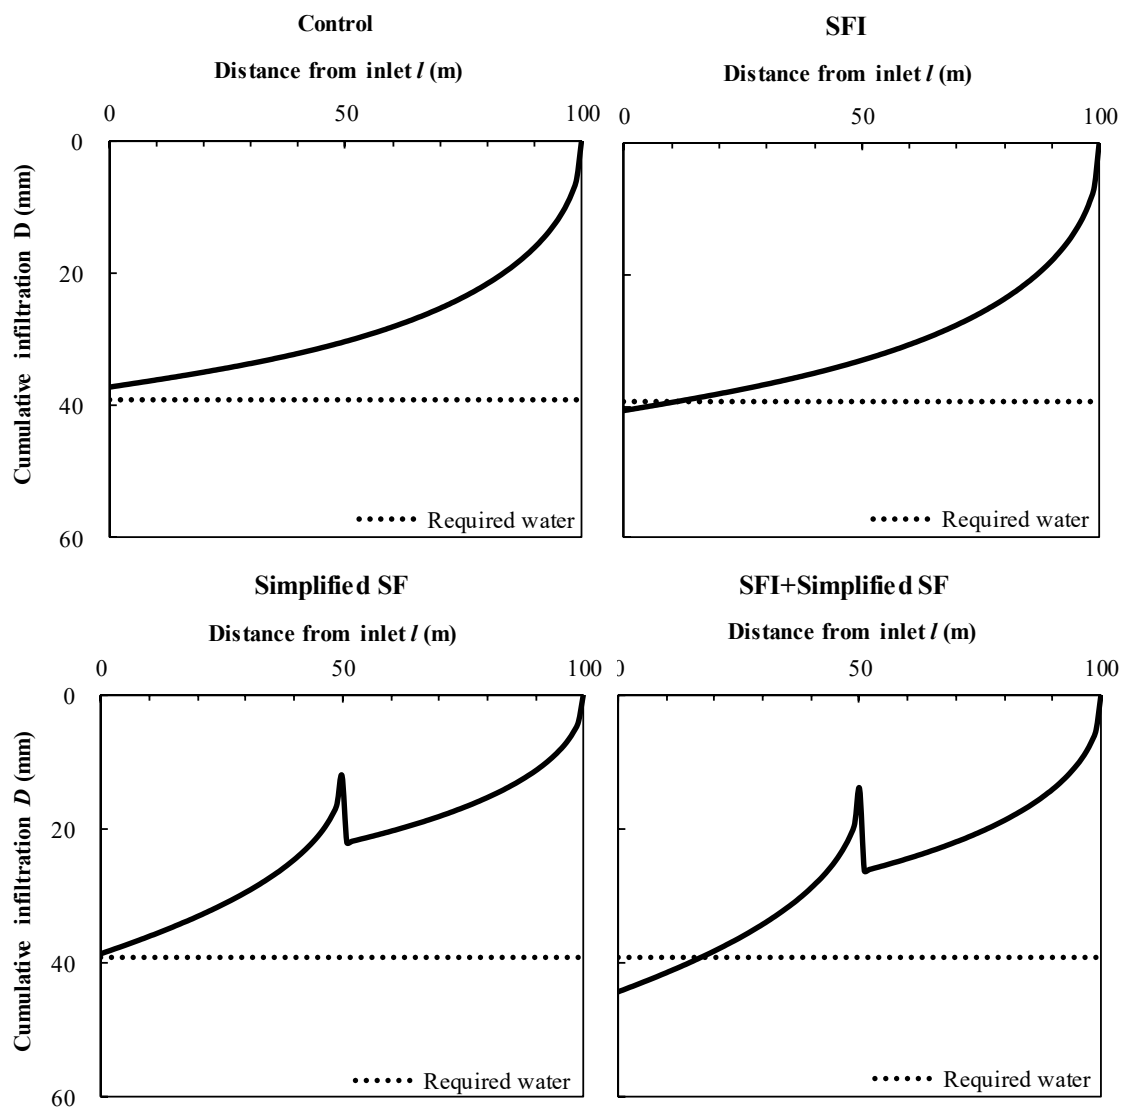 Control
Distance from inlet l (m)
0 50 100
0
20
40
60
Cumulative infiltration D (mm)
Required water
SFI
Distance from inlet l (m)
0 50 100
Required water
Simplified SF
Distance from inlet l (m)
0 50 100
0
20
40
60
Cumulative infiltration D (mm)
Required water
SFI+Simplified SF
Distance from inlet l (m)
0 50 100
Required water